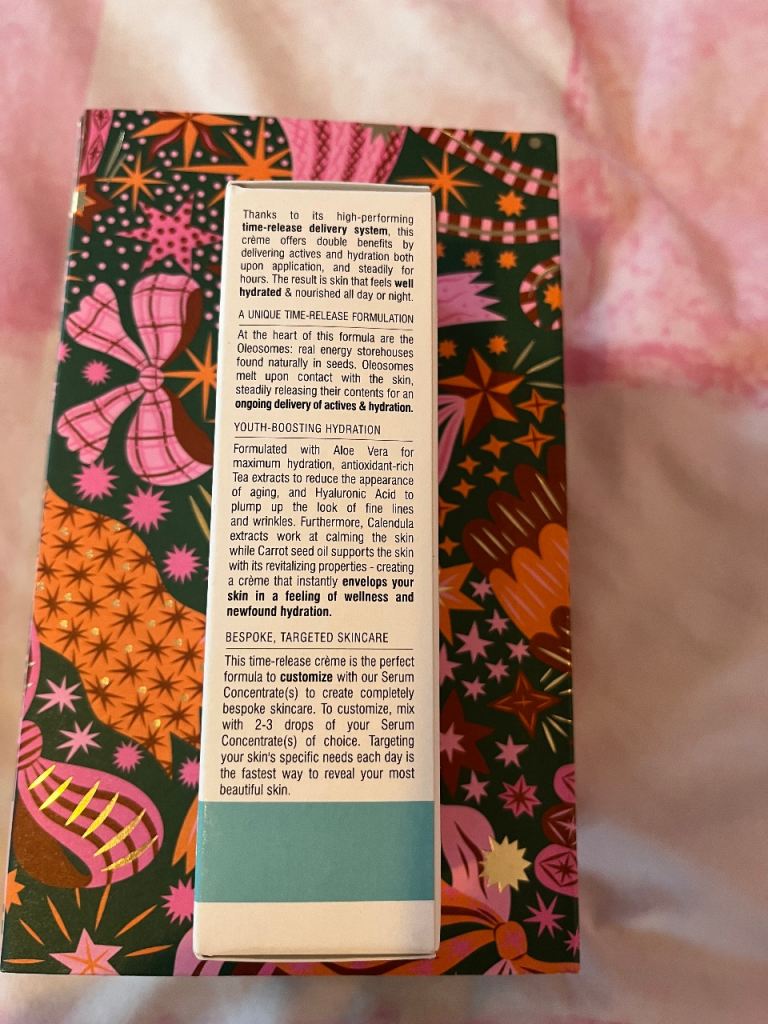 Thanks to its high-performing
time-release delivery system, this
crème offers double benefits by
delivering actives and hydration both
upon application, and steadily for
hours. The result is skin that feels well
hydrated & nourished all day or night.
A UNIQUE TIME-RELEASE FORMULATION
At the heart of this formula are the
Oleosomes: real energy storehouses
found naturally in seeds. Oleosomes
melt upon contact with the skin,
steadily releasing their contents for an
ongoing delivery of actives & hydration.
YOUTH-BOOSTING HYDRATION
Formulated with Aloe Vera for
maximum hydration, antioxidant-rich
Tea extracts to reduce the appearance
of aging, and Hyaluronic Acid to
plump up the look of fine lines
and wrinkles. Furthermore, Calendula
extracts work at calming the skin
while Carrot seed oil supports the skin
with its revitalizing properties - creating
a crème that instantly envelops your
skin in a feeling of wellness and
newfound hydration.
BESPOKE, TARGETED SKINCARE
This time-release crème is the perfect
formula to customize with our Serum
Concentrate(s) to create completely
bespoke skincare. To customize, mix
with 2-3 drops of your Serum
Concentrate(s) of choice. Targeting
your skin's specific needs each day is
the fastest way to reveal your most
beautiful skin.